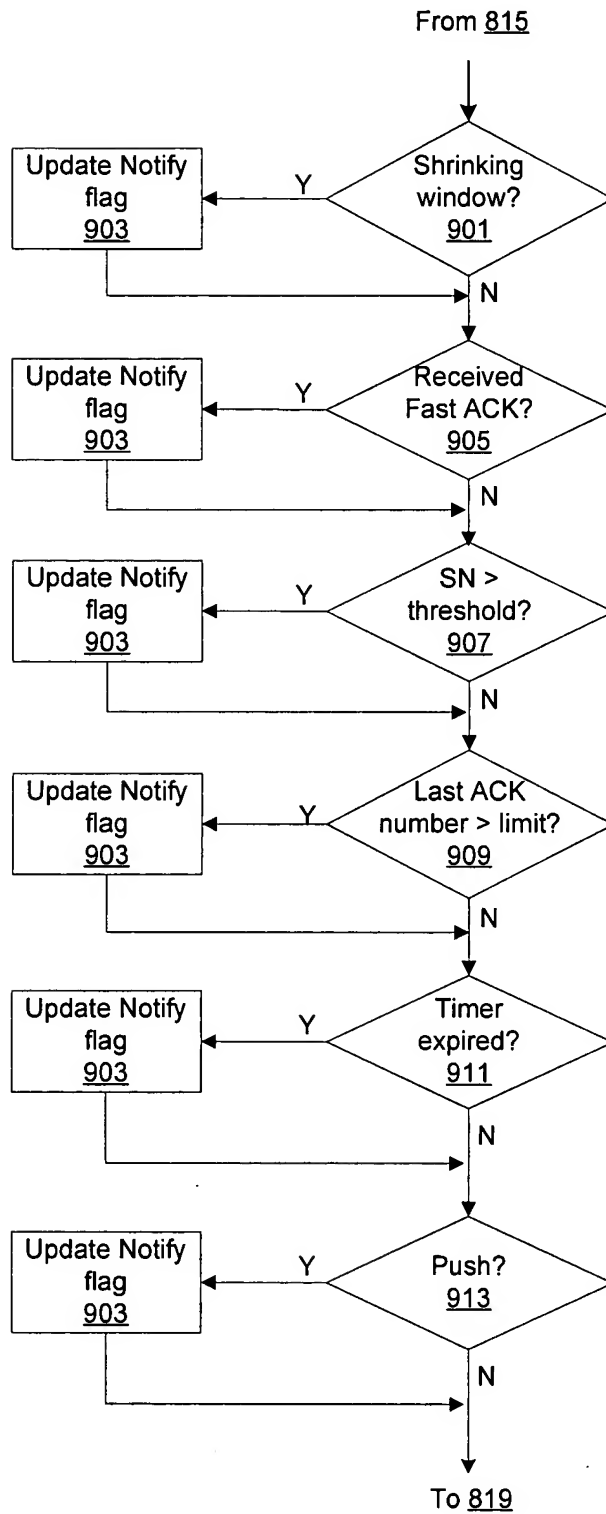 From 815
Shrinking
window?
901
Y
Update Notify
flag
903
N
Received
Fast ACK?
905
Y
Update Notify
flag
903
N
SN >
threshold?
907
Y
Update Notify
flag
903
N
Last ACK
number > limit?
909
Y
Update Notify
flag
903
N
Timer
expired?
911
Y
Update Notify
flag
903
N
Push?
913
Y
Update Notify
flag
903
N
To 819